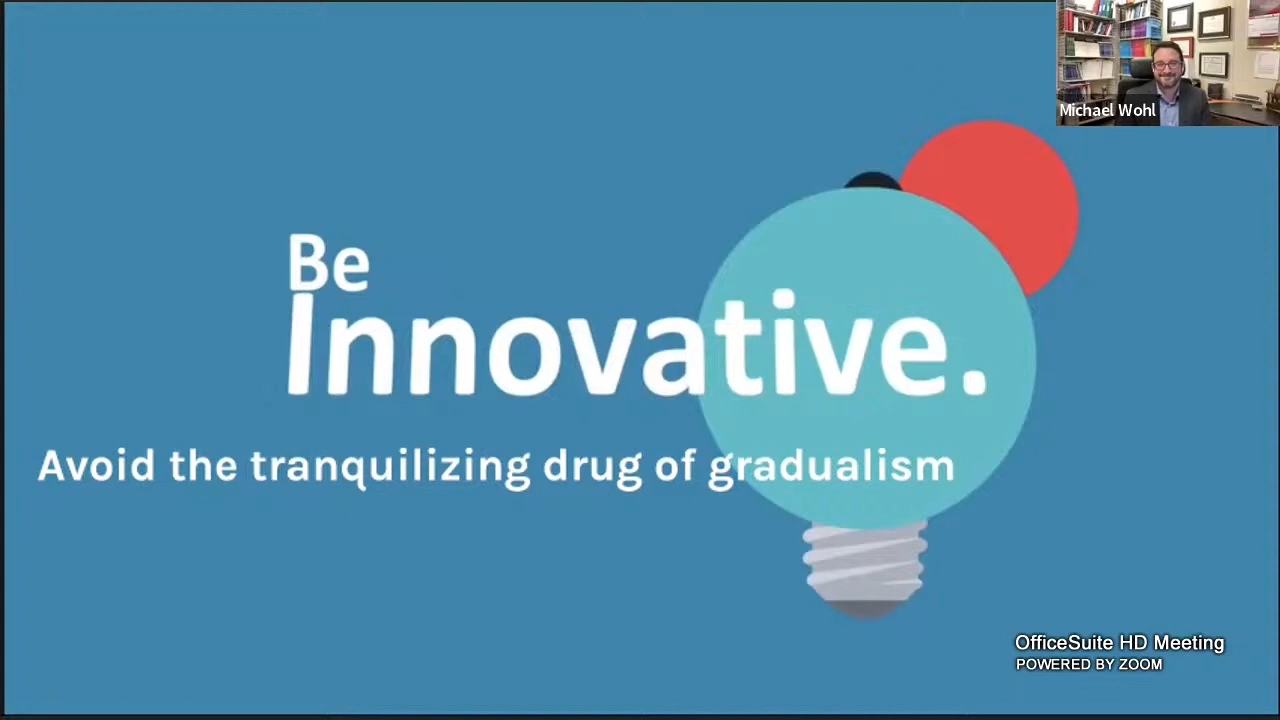 Michael Wohl
Be
Innovative.
Avoid the tranquilizing drug of gradualism
OfficeSuite HD Meeting
POWERED BY ZOOM